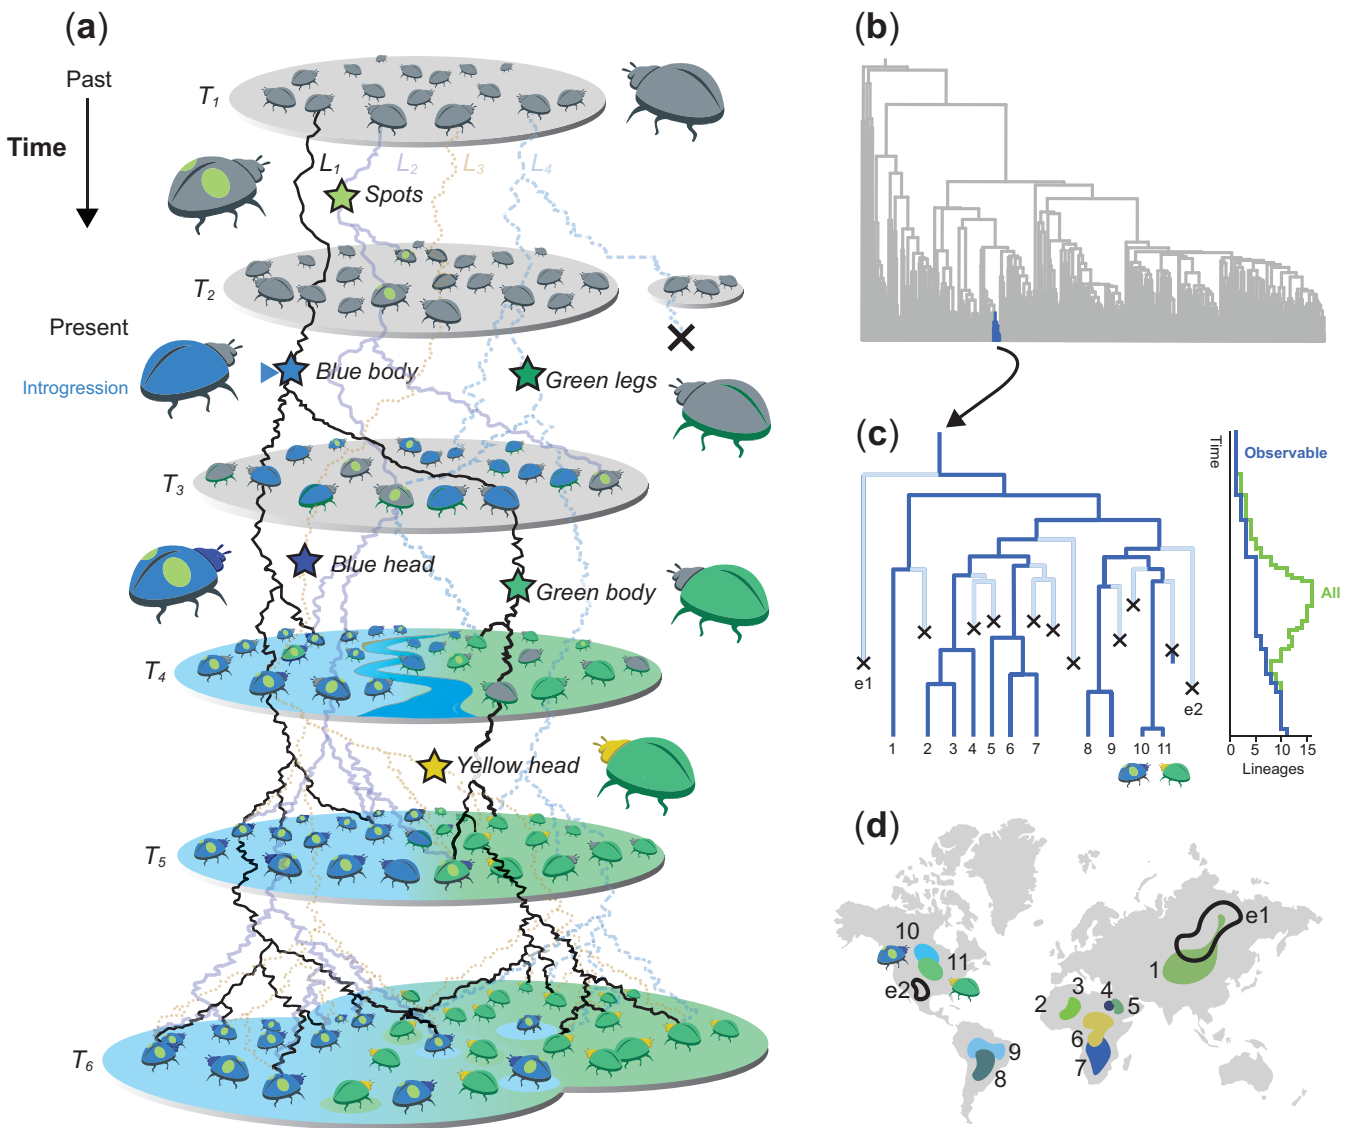 (a)
Past
Time
Present
Introgression
T1
L1
L2
L3
L4
Spots
T2
Blue body
Green legs
T3
Blue head
Green body
T4
Yellow head
T5
T6
(b)
(c)
e1
e2
1 2 3 4 5 6 7 8 9 10 11
Time
Observable
All
0 5 10 15
Lineages
(d)
10
11
e2
e1
1
2
3
4
5
6
7
9
8